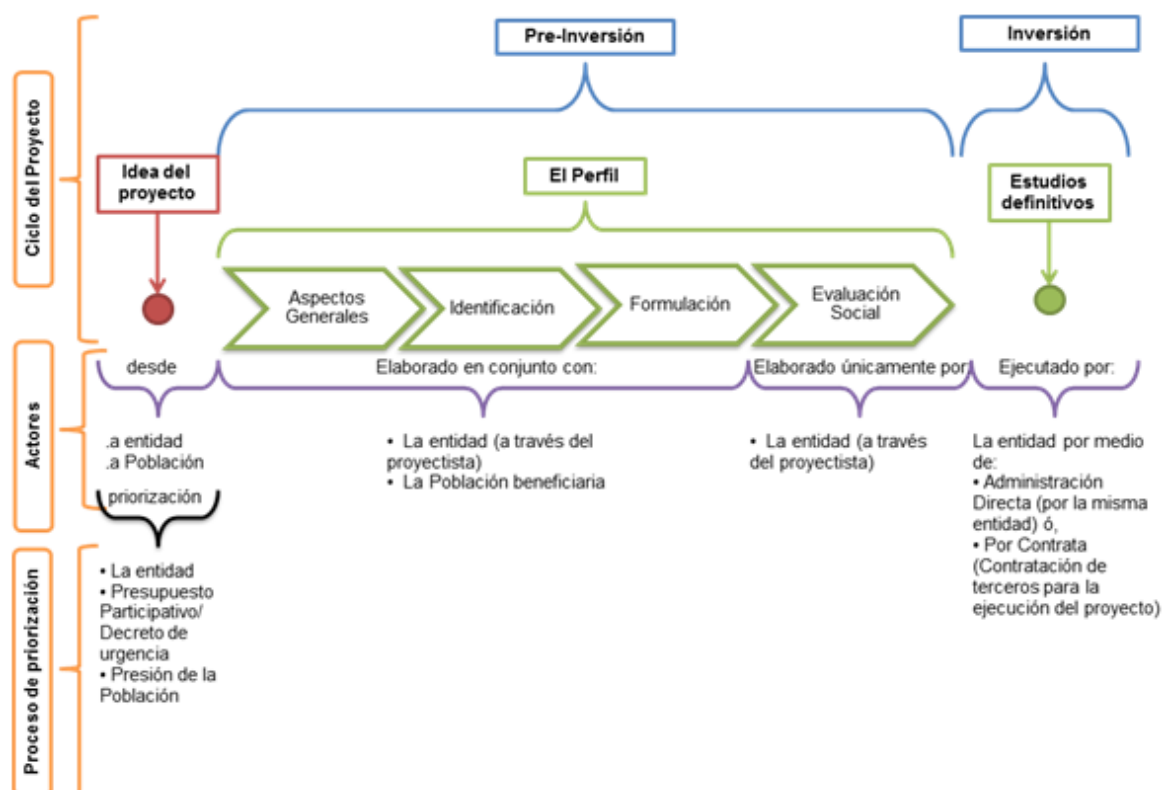 Pre-Inversión
Inversión
Ciclo del Proyecto
Idea del
proyecto
El Perfil
Estudios
definitivos
Aspectos
Generales
Identificación
Formulación
Evaluación
Social
Actores
desde
Elaborado en conjunto con:
Elaborado únicamente por
Ejecutado por:
.a entidad
.a Población
• La entidad (a través del
proyectista)
• La Población beneficiaria
• La entidad (a través
del proyectista)
La entidad por medio
de:
• Administración
Directa (por la misma
entidad) ó,
• Por Contrata
(Contratación de
terceros para la
ejecución del proyecto)
priorización
Proceso de priorización
• La entidad
• Presupuesto
Participativo/
Decreto de
urgencia
• Presión de la
Población